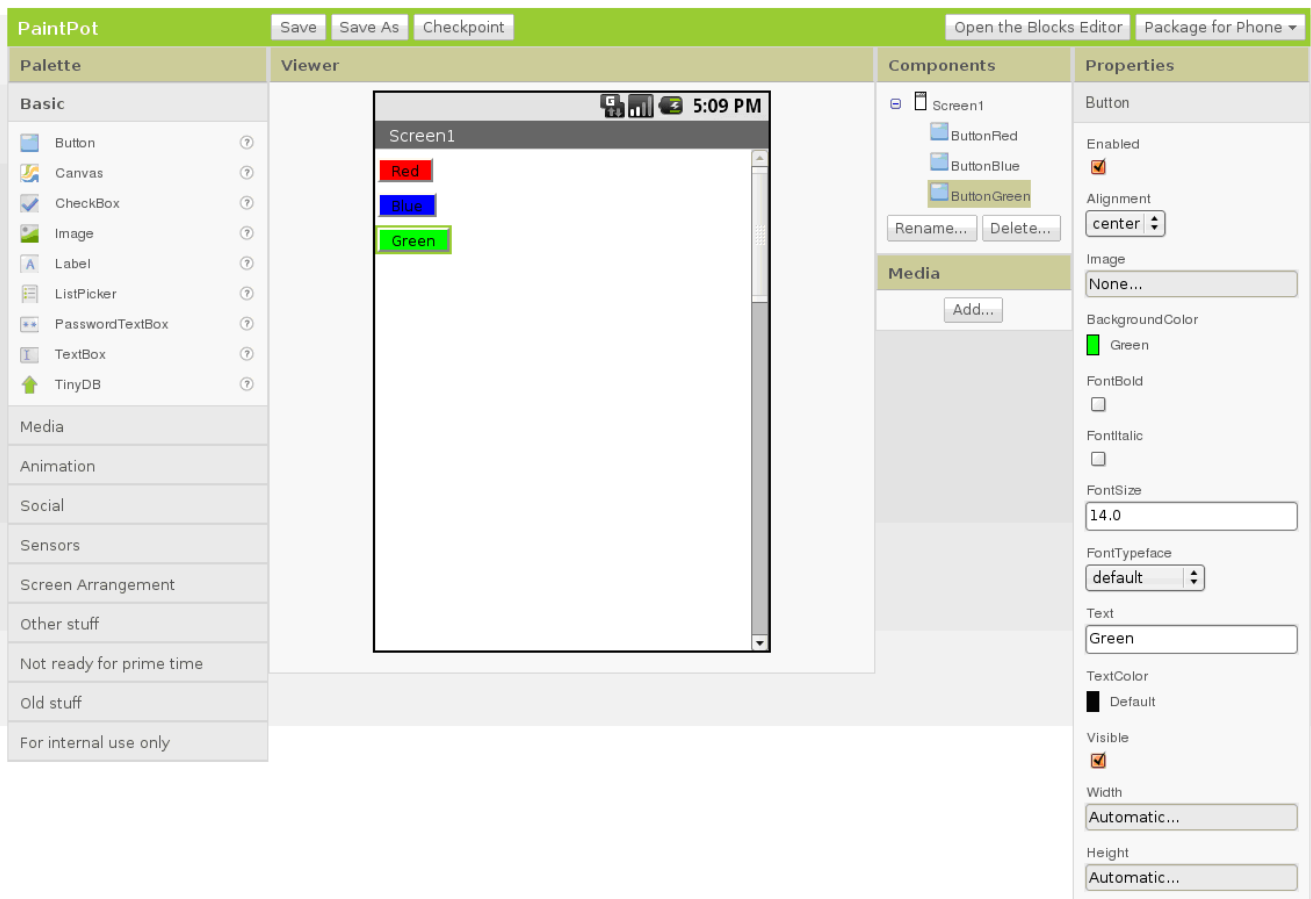 PaintPot
Save
Save As
Checkpoint
Open the Blocks Editor
Package for Phone
Palette
Basic
Button
Canvas
CheckBox
Image
Label
ListPicker
PasswordTextBox
TextBox
TinyDB
Media
Animation
Social
Sensors
Screen Arrangement
Other stuff
Not ready for prime time
Old stuff
For internal use only
Viewer
5:09 PM
Screen1
Red
Blue
Green
Components
Screen1
ButtonRed
ButtonBlue
ButtonGreen
Rename...
Delete...
Media
Add...
Properties
Button
Enabled
Alignment
center
Image
None...
BackgroundColor
Green
FontBold
FontItalic
FontSize
14.0
FontTypeface
default
Text
Green
TextColor
Default
Visible
Width
Automatic...
Height
Automatic...